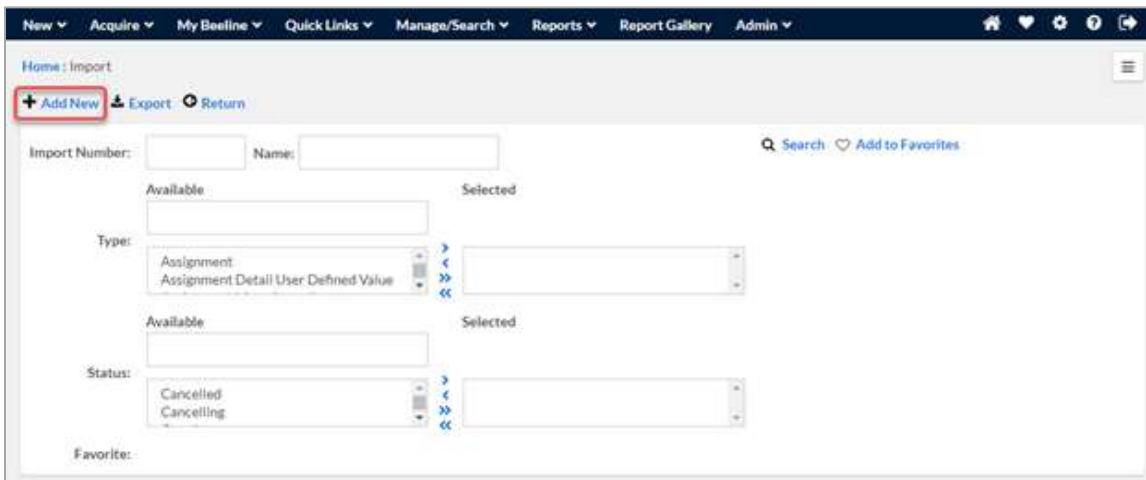 New Acquire My Beeline Quick Links Manage/Search Reports Report Gallery Admin
Home : Import
Add New Export Return
Import Number: Name: Search Add to Favorites
Available Selected
Type:
Assignment
Assignment Detail User Defined Value
Available Selected
Status:
Cancelled
Cancelling
Favorite: